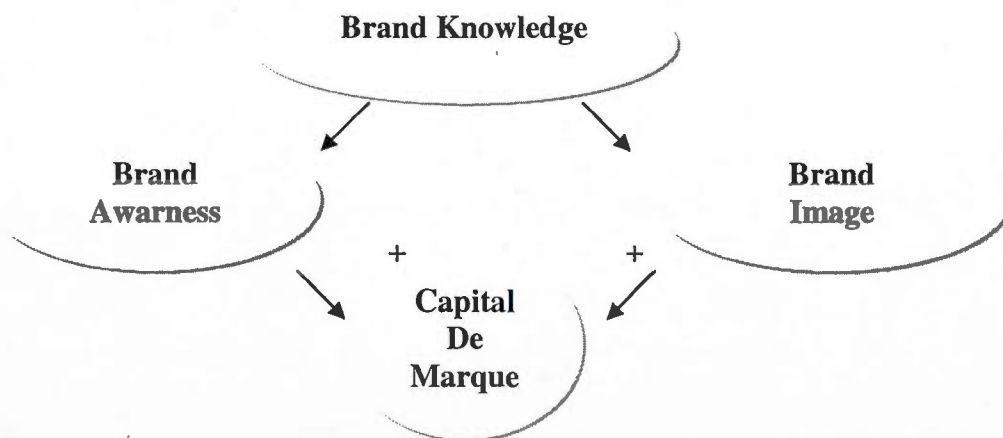 Brand Knowledge
Brand
Awarness
Brand
Image
+
+
Capital
De
Marque